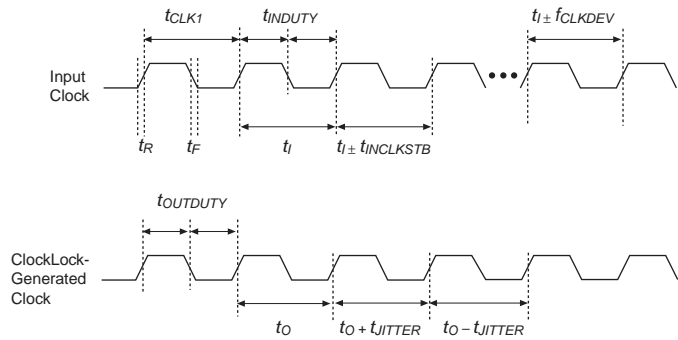 tCLK1 tINDUTY tI ± fCLKDEV
Input
Clock
tR tF tI tI ± tINCLKSTB
tOUTDUTY
ClockLock-
Generated
Clock
tO tO + tJITTER tO – tJITTER